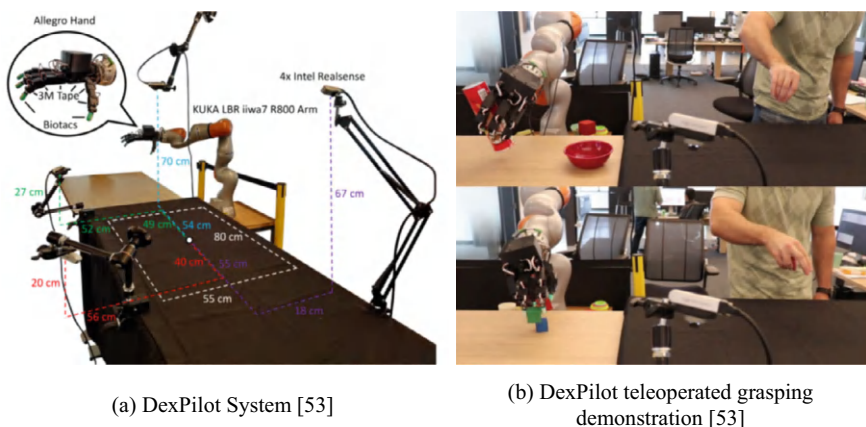 Allegro Hand
3M Tape
Biotacs
4x Intel Realsense
KUKA LBR iiwa7 R800 Arm
70 cm
27 cm
67 cm
52 cm
49 cm
54 cm
80 cm
40 cm
55 cm
20 cm
55 cm
56 cm
18 cm
(a) DexPilot System [53]
(b) DexPilot teleoperated grasping
demonstration [53]